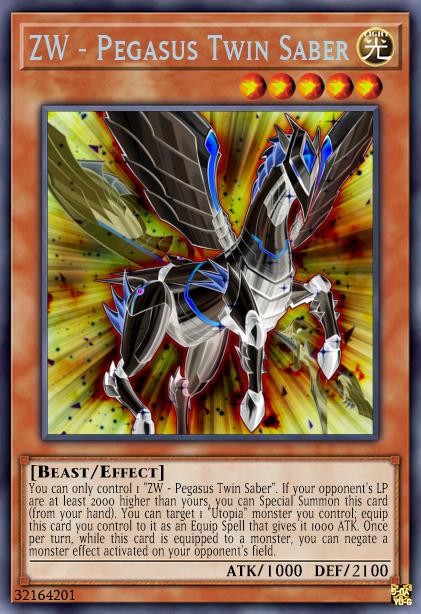 ZW - Pegasus Twin Saber
LIGHT
光
[Beast/Effect]
You can only control 1 "ZW - Pegasus Twin Saber". If your opponent's LP
are at least 2000 higher than yours, you can Special Summon this card
(from your hand). You can target 1 "Utopia" monster you control; equip
this card you control to it as an Equip Spell that gives it 1000 ATK. Once
per turn, while this card is equipped to a monster, you can negate a
monster effect activated on your opponent's field.
ATK/1000 DEF/2100
32164201